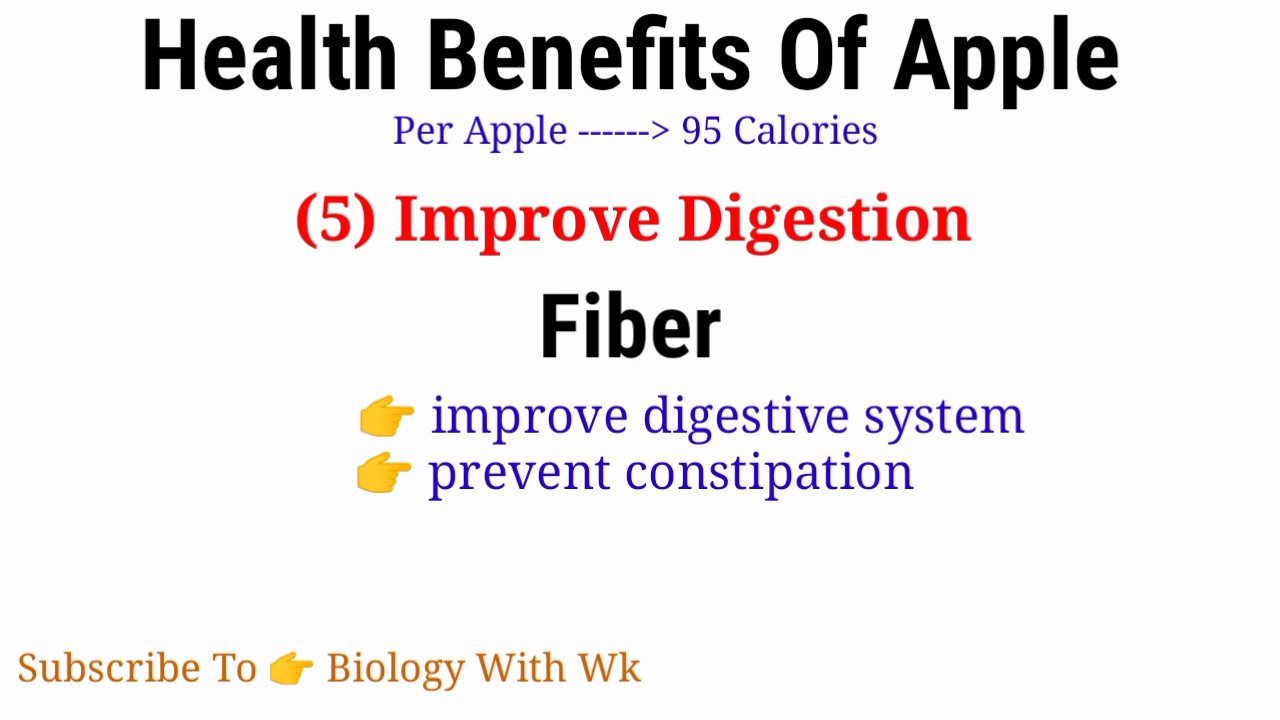 Health Benefits Of Apple
Per Apple ------> 95 Calories
(5) Improve Digestion
Fiber
👉 improve digestive system
👉 prevent constipation
Subscribe To 👉 Biology With Wk